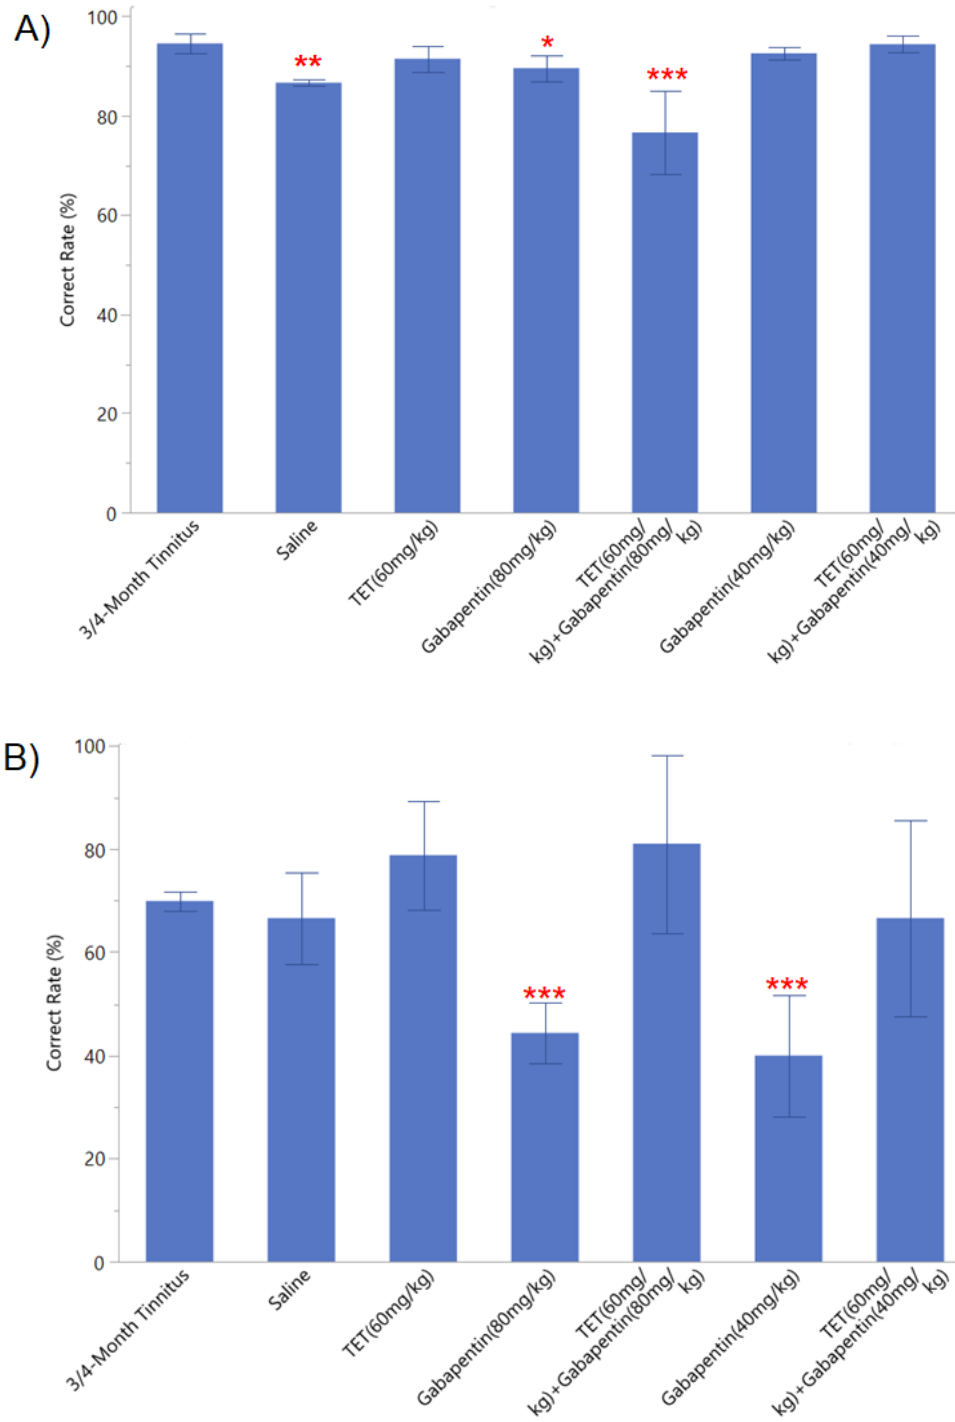 A)
100
80
60
40
20
0
Correct Rate (%)
**
*
***
3/4-Month Tinnitus
Saline
TET(60mg/kg)
Gabapentin(80mg/kg)
TET(60mg/
kg)+Gabapentin(80mg/
kg)
Gabapentin(40mg/kg)
TET(60mg/
kg)+Gabapentin(40mg/
kg)
B)
100
80
60
40
20
0
Correct Rate (%)
***
***
3/4-Month Tinnitus
Saline
TET(60mg/kg)
Gabapentin(80mg/kg)
TET(60mg/
kg)+Gabapentin(80mg/
kg)
Gabapentin(40mg/kg)
TET(60mg/
kg)+Gabapentin(40mg/
kg)